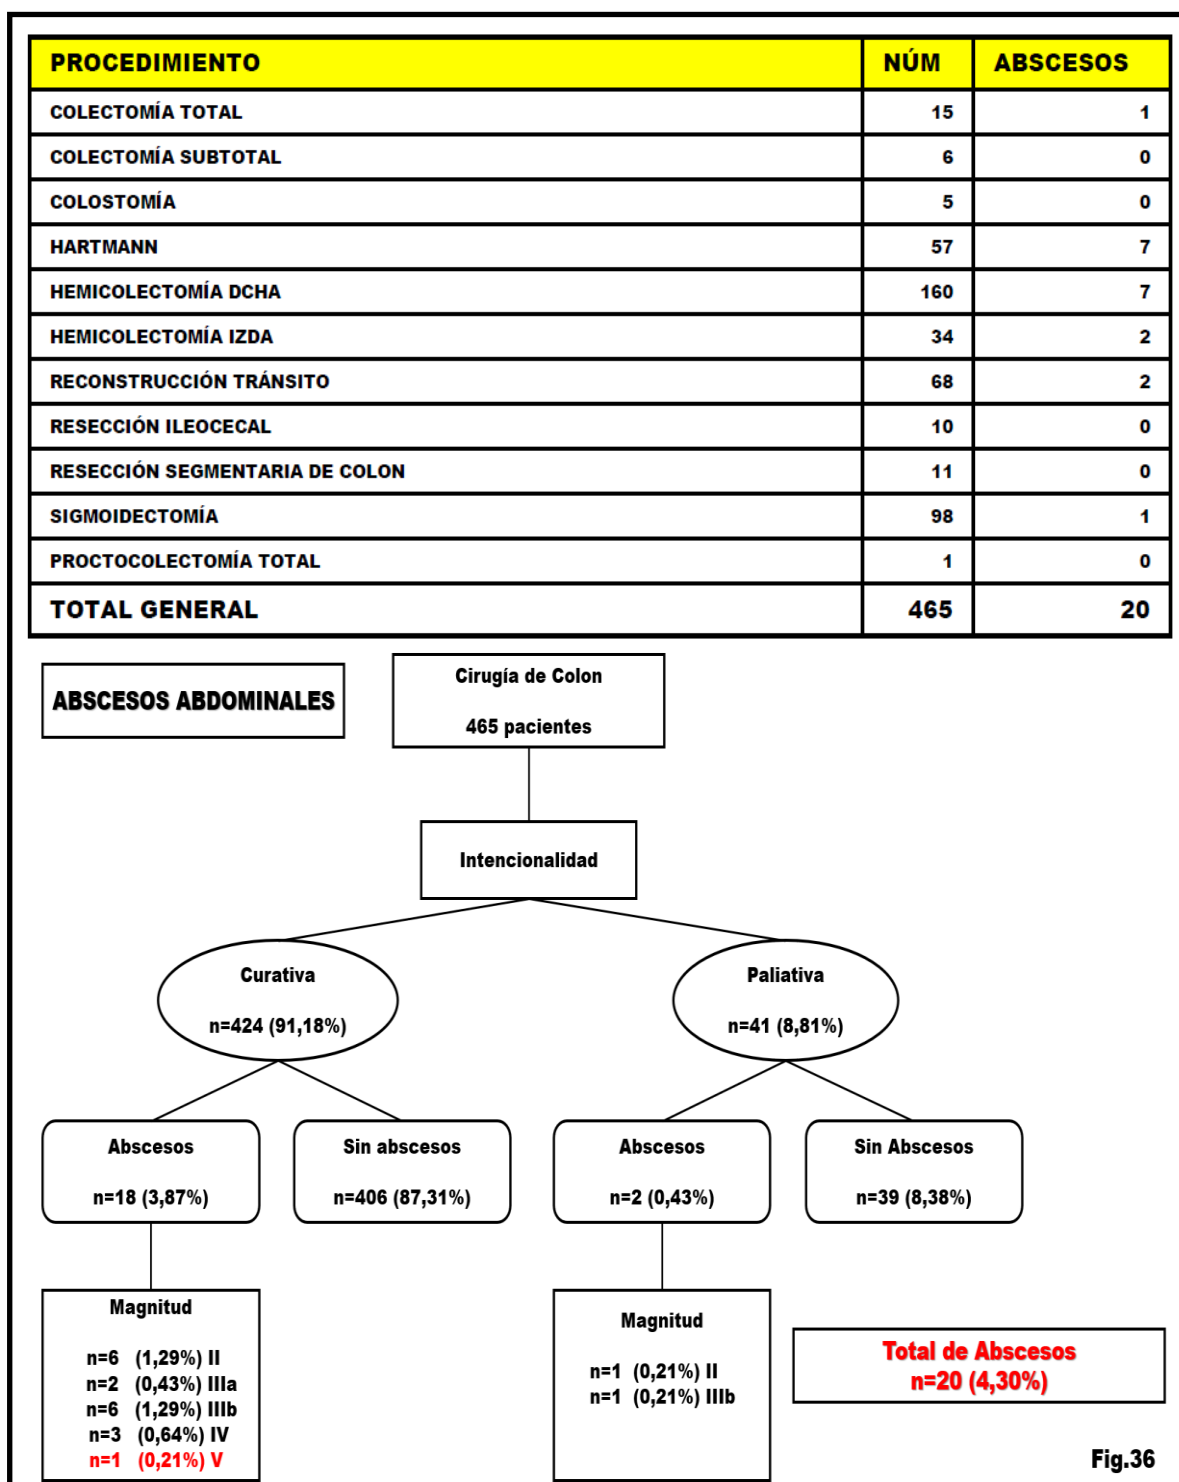 PROCEDIMIENTO NÚM ABSCESOS
COLECTOMÍA TOTAL 15 1
COLECTOMÍA SUBTOTAL 6 0
COLOSTOMÍA 5 0
HARTMANN 57 7
HEMICOLECTOMÍA DCHA 160 7
HEMICOLECTOMÍA IZDA 34 2
RECONSTRUCCIÓN TRÁNSITO 68 2
RESECCIÓN ILEOCECAL 10 0
RESECCIÓN SEGMENTARIA DE COLON 11 0
SIGMOIDECTOMÍA 98 1
PROCTOCOLECTOMÍA TOTAL 1 0
TOTAL GENERAL 465 20
ABSCESOS ABDOMINALES
Cirugía de Colon
465 pacientes
Intencionalidad
Curativa
n=424 (91,18%)
Paliativa
n=41 (8,81%)
Abscesos
n=18 (3,87%)
Sin abscesos
n=406 (87,31%)
Abscesos
n=2 (0,43%)
Sin Abscesos
n=39 (8,38%)
Magnitud
n=6 (1,29%) II
n=2 (0,43%) IIIa
n=6 (1,29%) IIIb
n=3 (0,64%) IV
n=1 (0,21%) V
Magnitud
n=1 (0,21%) II
n=1 (0,21%) IIIb
Total de Abscesos
n=20 (4,30%)
Fig.36